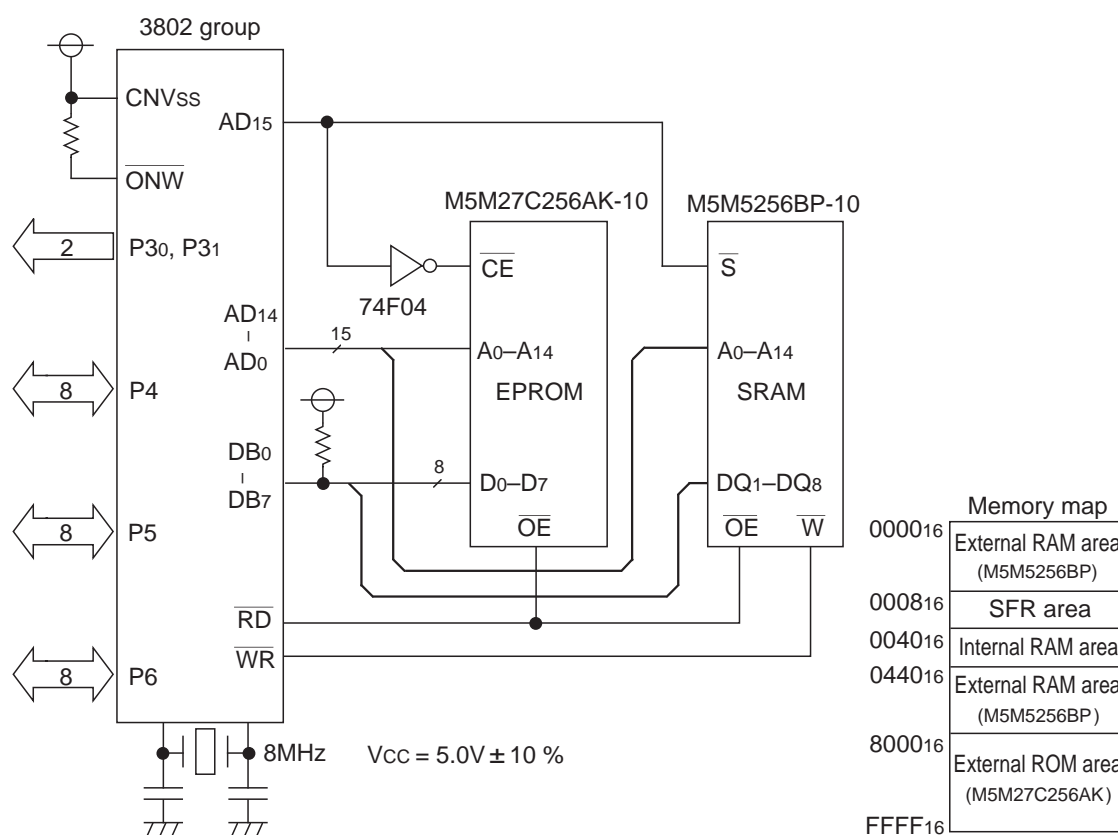 3802 group
CNVSS
AD15
ONW
M5M27C256AK-10
M5M5256BP-10
2
P30, P31
CE
S
74F04
AD14
15
AD0
A0–A14
A0–A14
8
P4
EPROM
SRAM
DB0
8
DB7
D0–D7
DQ1–DQ8
8
P5
OE
OE
W
RD
WR
8
P6
8MHz
VCC = 5.0V ± 10 %
Memory map
000016
External RAM area
(M5M5256BP)
000816
SFR area
004016
Internal RAM area
044016
External RAM area
(M5M5256BP)
800016
External ROM area
(M5M27C256AK)
FFFF16